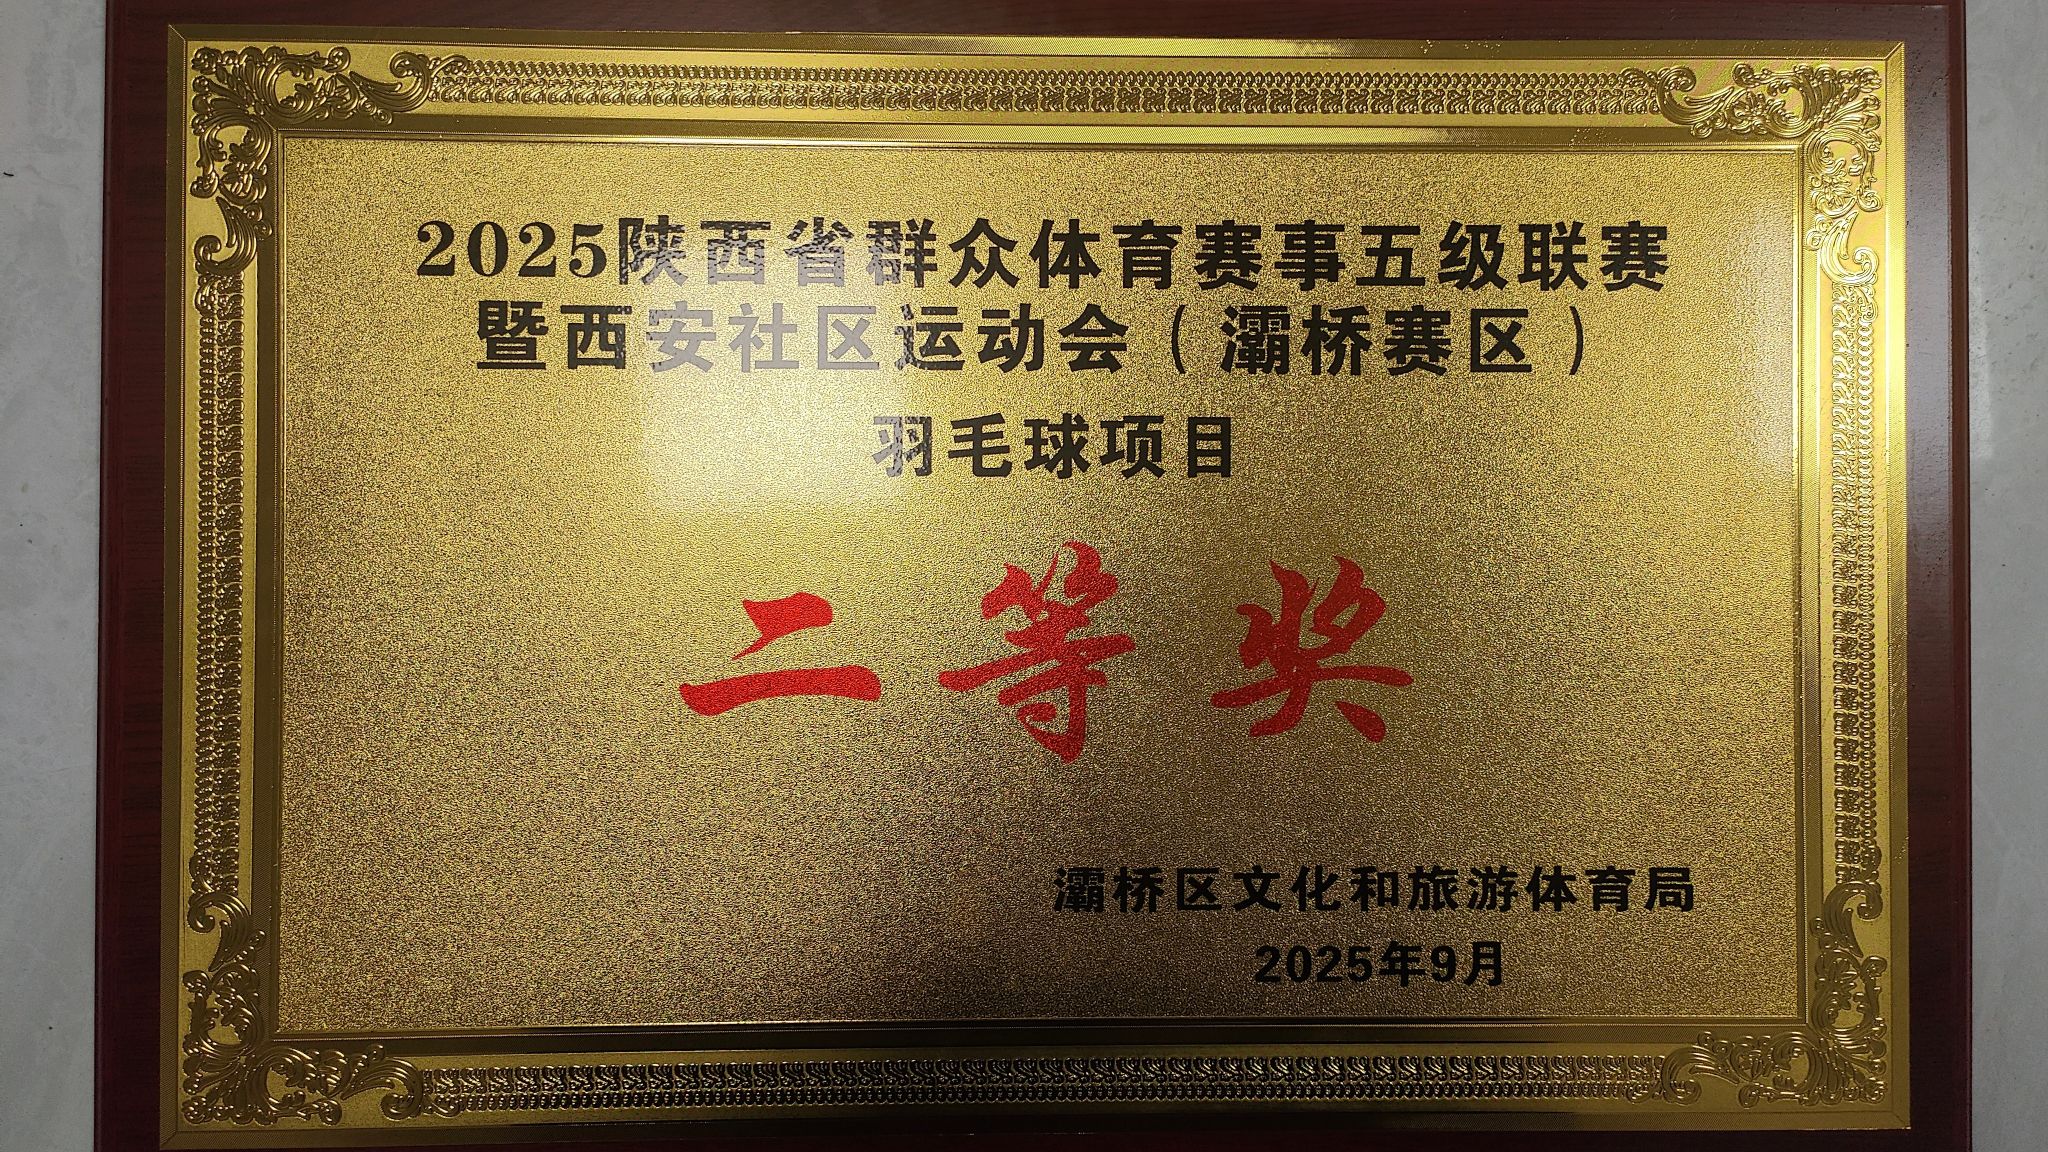 2025陕西省群众体育赛事五级联赛
暨西安社区运动会（灞桥赛区）
羽毛球项目
二等奖
灞桥区文化和旅游体育局
2025年9月